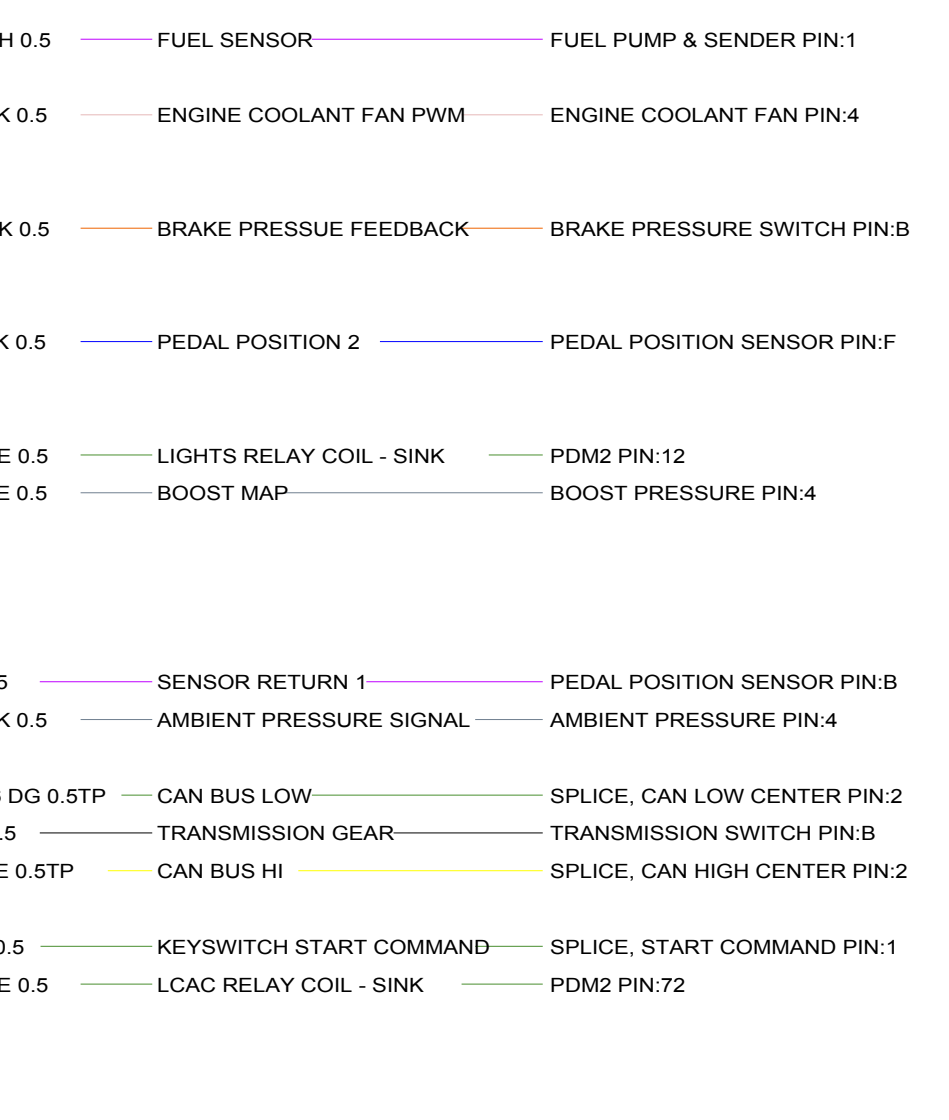 H 0.5 FUEL SENSOR FUEL PUMP & SENDER PIN:1
K 0.5 ENGINE COOLANT FAN PWM ENGINE COOLANT FAN PIN:4
K 0.5 BRAKE PRESSUE FEEDBACK BRAKE PRESSURE SWITCH PIN:B
K 0.5 PEDAL POSITION 2 PEDAL POSITION SENSOR PIN:F
E 0.5 LIGHTS RELAY COIL - SINK PDM2 PIN:12
E 0.5 BOOST MAP BOOST PRESSURE PIN:4
5 SENSOR RETURN 1 PEDAL POSITION SENSOR PIN:B
K 0.5 AMBIENT PRESSURE SIGNAL AMBIENT PRESSURE PIN:4
DG 0.5TP CAN BUS LOW SPLICE, CAN LOW CENTER PIN:2
.5 TRANSMISSION GEAR TRANSMISSION SWITCH PIN:B
E 0.5TP CAN BUS HI SPLICE, CAN HIGH CENTER PIN:2
0.5 KEYSWITCH START COMMAND SPLICE, START COMMAND PIN:1
E 0.5 LCAC RELAY COIL - SINK PDM2 PIN:72